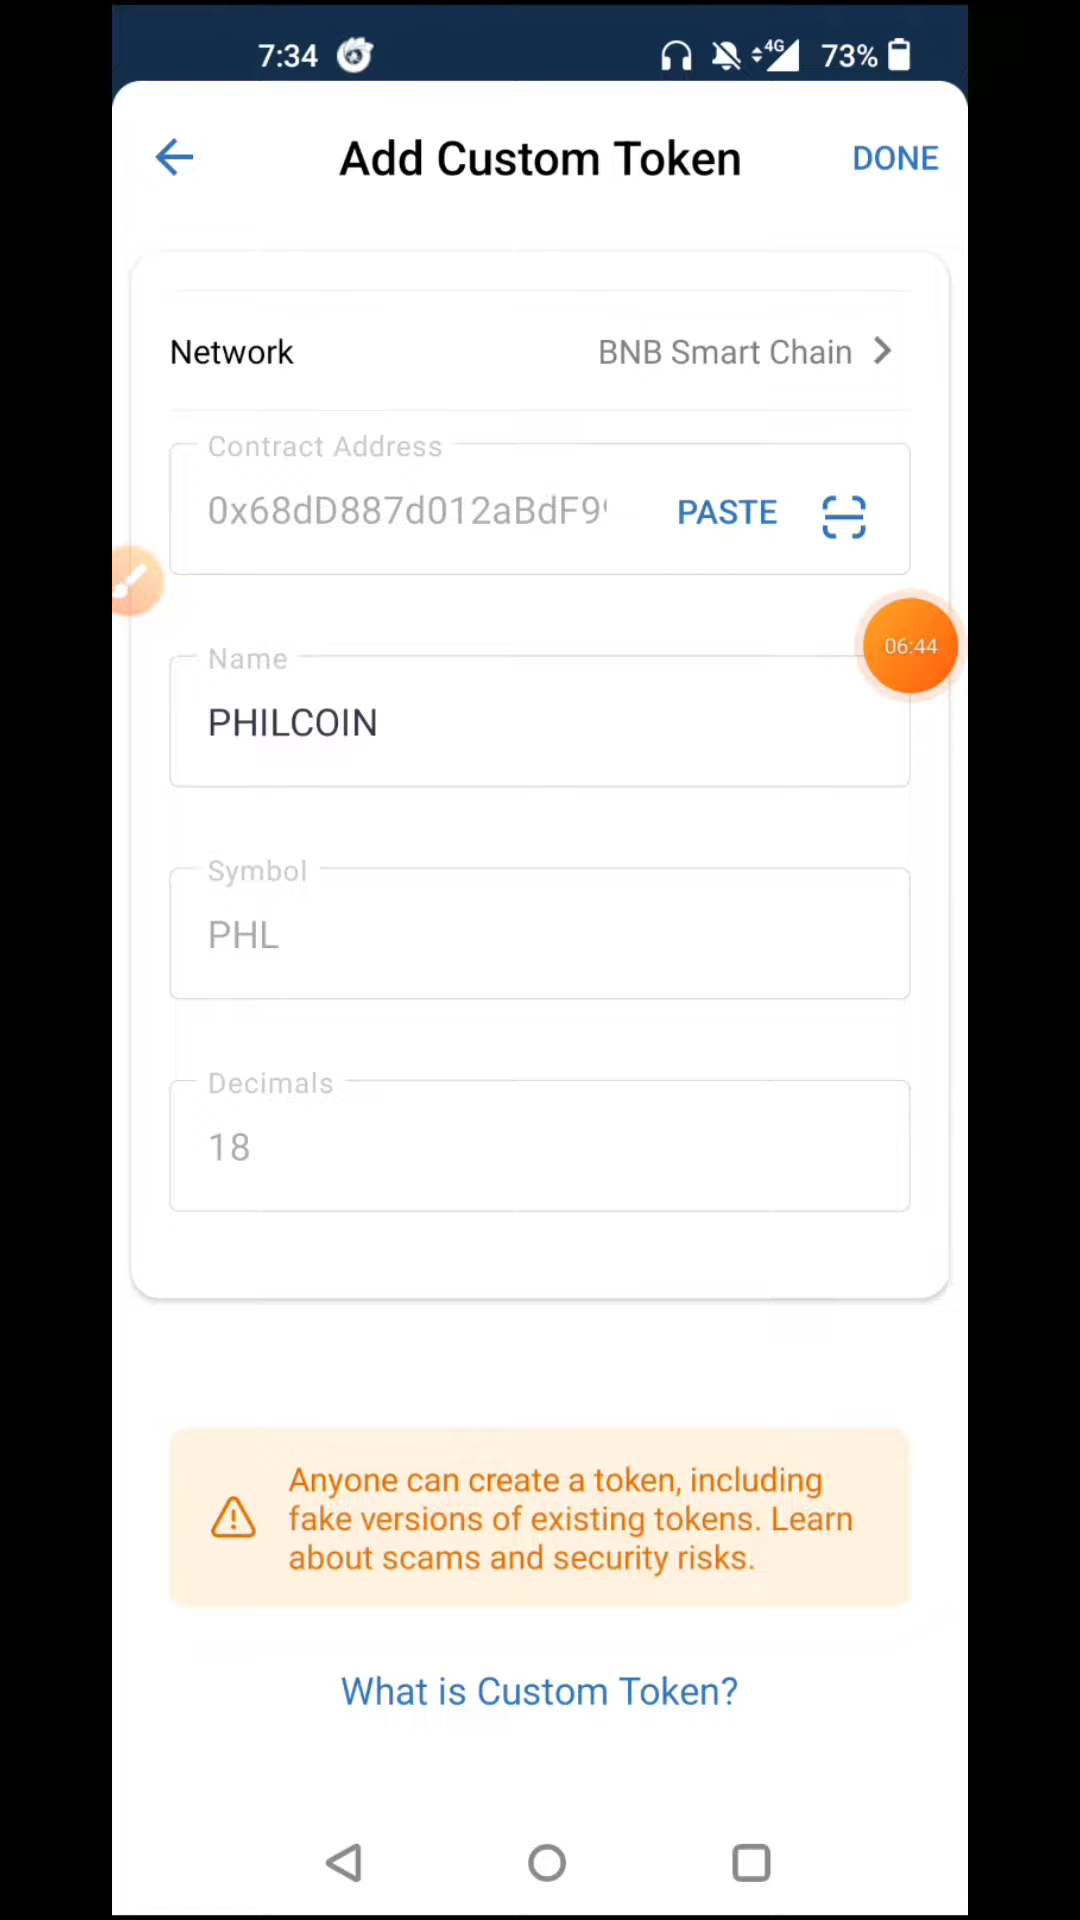 7:34 4G 73%
Add Custom Token DONE
Network BNB Smart Chain
Contract Address
0x68dD887d012aBdF9 PASTE
06:44
Name
PHILCOIN
Symbol
PHL
Decimals
18
Anyone can create a token, including
fake versions of existing tokens. Learn
about scams and security risks.
What is Custom Token?